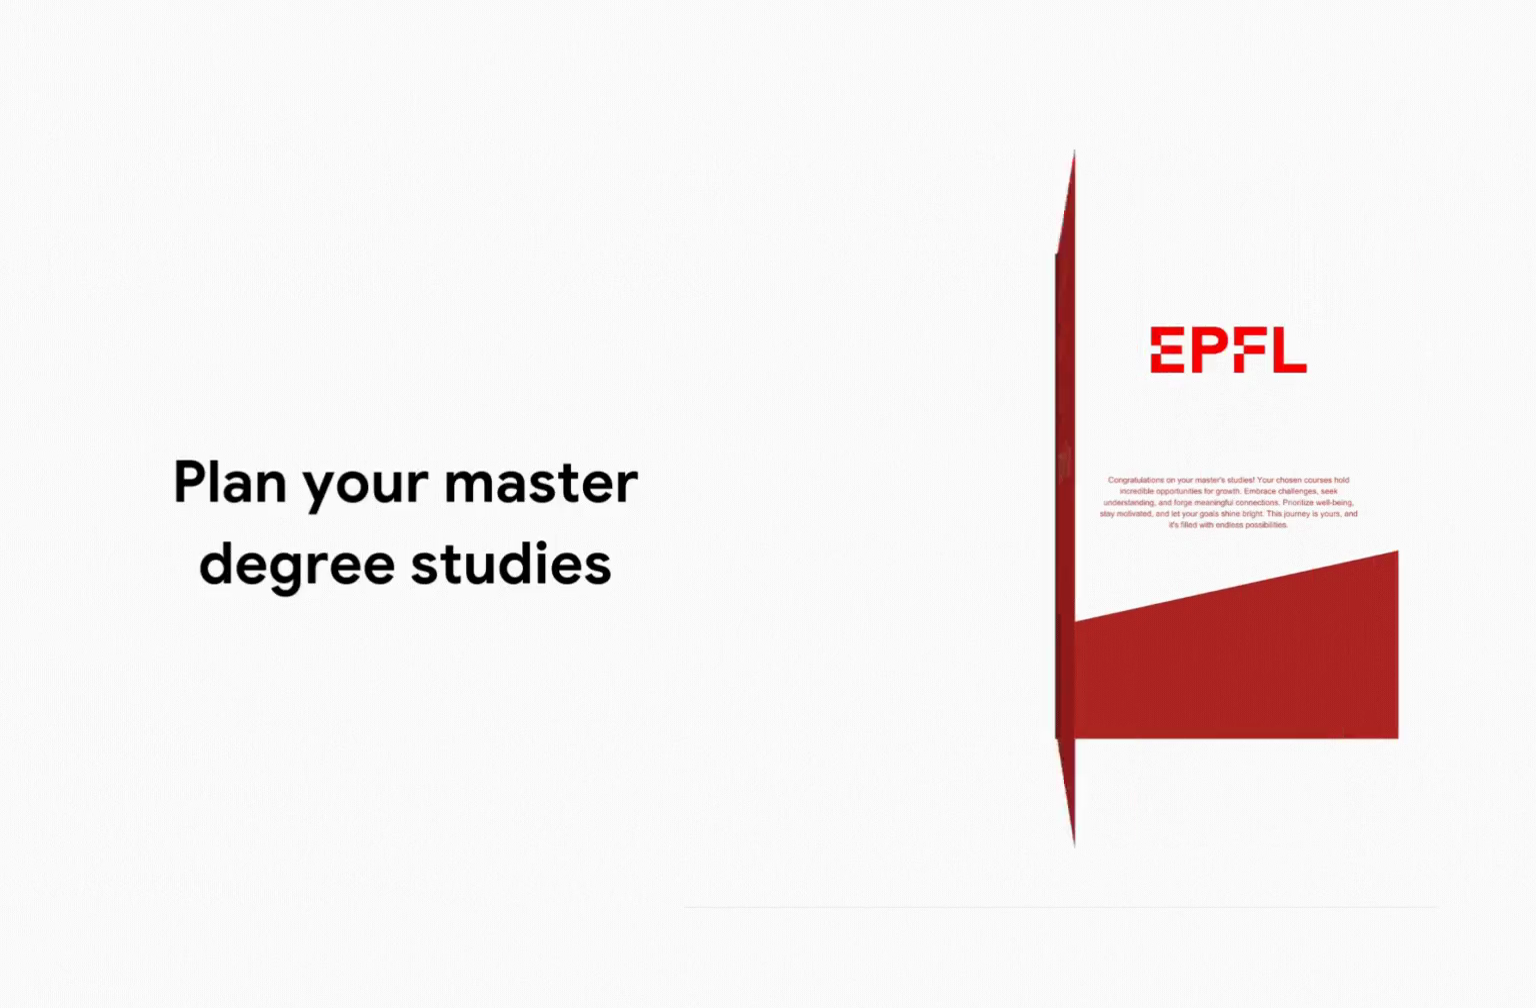 Plan your master
degree studies
EPFL
Congratulations on your master's studies! Your chosen courses hold
incredible opportunities for growth. Embrace challenges, seek
understanding, and forge meaningful connections. Prioritize well-being,
stay motivated, and let your goals shine bright. This journey is yours, and
it's filled with endless possibilities.